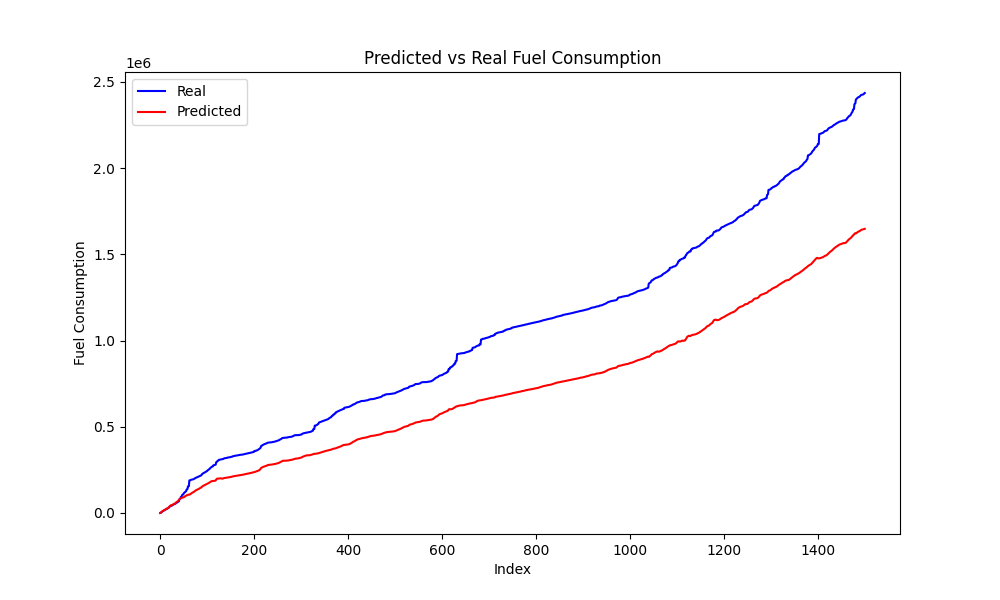 Predicted vs Real Fuel Consumption
1e6
Real
Predicted
2.5
2.0
1.5
1.0
0.5
0.0
Fuel Consumption
0 200 400 600 800 1000 1200 1400
Index